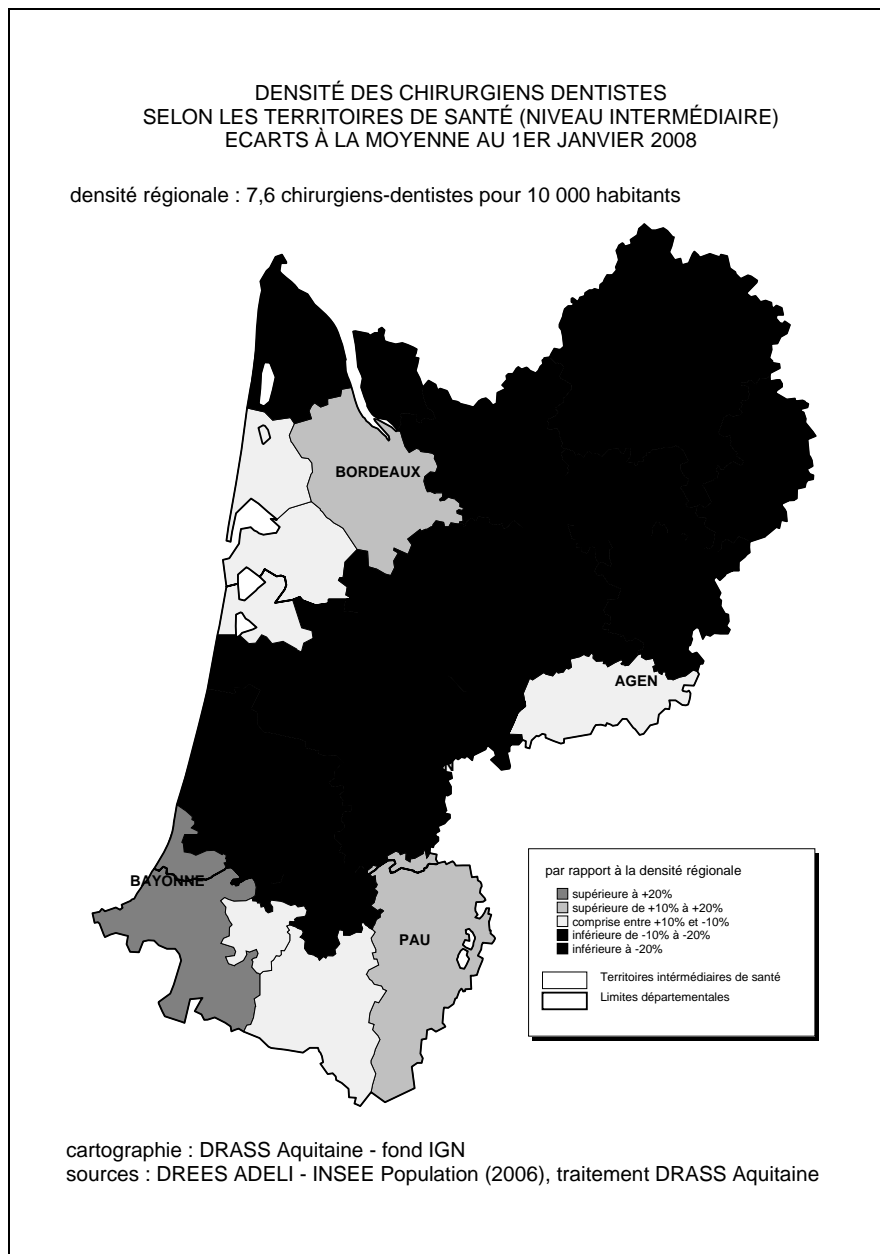 DENSITÉ DES CHIRURGIENS DENTISTES
SELON LES TERRITOIRES DE SANTÉ (NIVEAU INTERMÉDIAIRE)
ECARTS À LA MOYENNE AU 1ER JANVIER 2008
densité régionale : 7,6 chirurgiens-dentistes pour 10 000 habitants
BORDEAUX
AGEN
BAYONNE
PAU
par rapport à la densité régionale
supérieure à +20%
supérieure de +10% à +20%
comprise entre +10% et -10%
inférieure de -10% à -20%
inférieure à -20%
Territoires intérmédiaires de santé
Limites départementales
cartographie : DRASS Aquitaine - fond IGN
sources : DREES ADELI - INSEE Population (2006), traitement DRASS Aquitaine